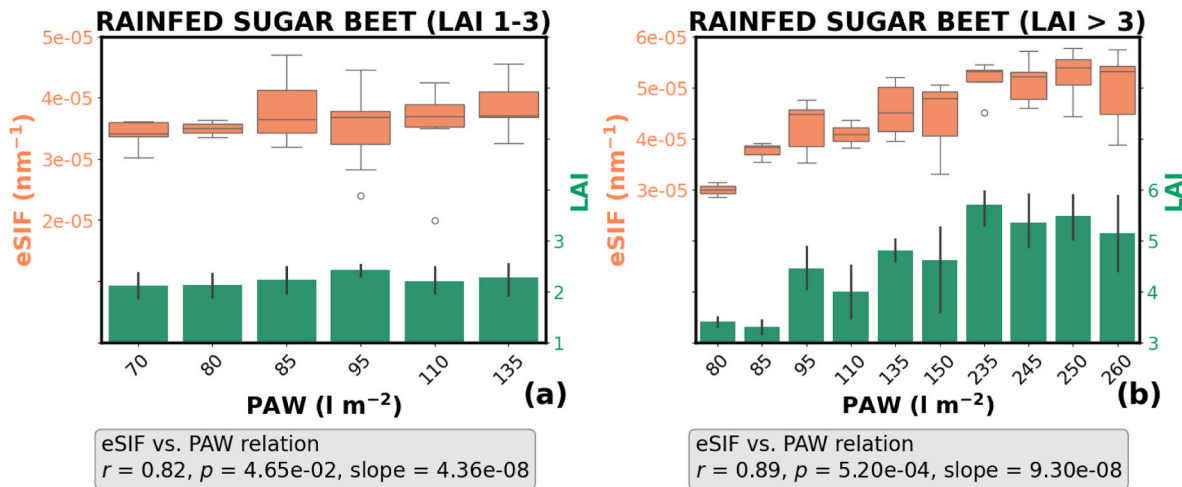 RAINFED SUGAR BEET (LAI 1-3)
5e-05
4e-05
3e-05
2e-05
eSIF (nm⁻¹)
3
2
1
LAI
70
80
85
95
110
135
PAW (l m⁻²)
(a)
eSIF vs. PAW relation
r = 0.82, p = 4.65e-02, slope = 4.36e-08
RAINFED SUGAR BEET (LAI > 3)
6e-05
5e-05
4e-05
3e-05
eSIF (nm⁻¹)
6
5
4
3
LAI
80
85
95
110
135
150
235
245
250
260
PAW (l m⁻²)
(b)
eSIF vs. PAW relation
r = 0.89, p = 5.20e-04, slope = 9.30e-08